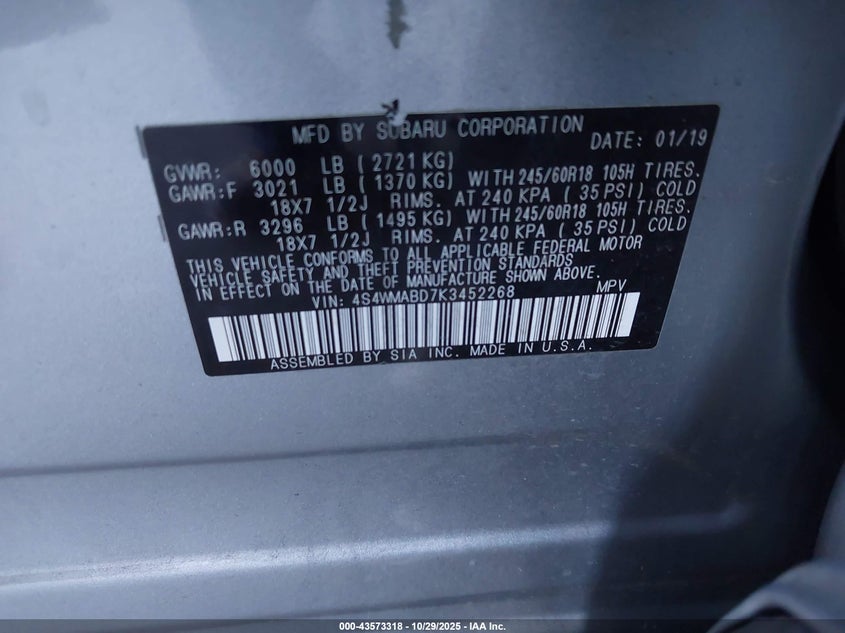 MFD BY SUBARU CORPORATION DATE: 01/19
GVWR: 6000 LB (2721 KG)
GAWR:F 3021 LB (1370 KG) WITH 245/60R18 105H TIRES.
18X7 1/2J RIMS. AT 240 KPA (35 PSI) COLD
GAWR:R 3296 LB (1495 KG) WITH 245/60R18 105H TIRES.
18X7 1/2J RIMS. AT 240 KPA (35 PSI) COLD
THIS VEHICLE CONFORMS TO ALL APPLICABLE FEDERAL MOTOR
VEHICLE SAFETY AND THEFT PREVENTION STANDARDS IN EFFECT
ON THE DATE OF MANUFACTURE SHOWN ABOVE.
VIN: 4S4WMABD7K3452268 MPV
ASSEMBLED BY SIA INC. MADE IN U.S.A.
000-43573318 - 10/29/2025 - IAA Inc.